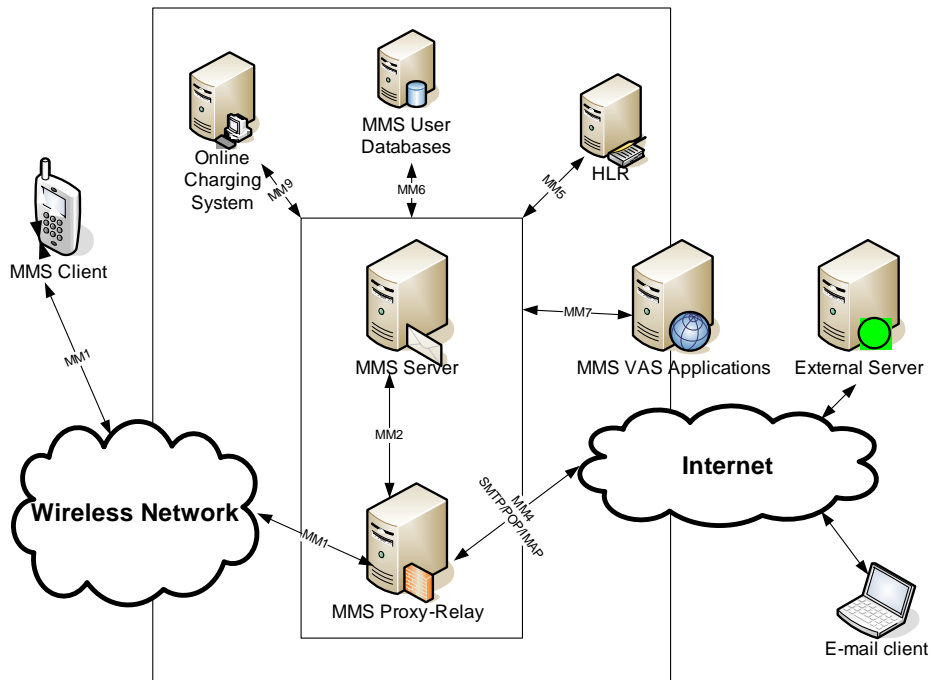 MMS User
Databases
Online
Charging
System
HLR
MM9
MM6
MM5
MMS Client
MM1
MMS Server
MM7
MMS VAS Applications
External Server
MM2
Wireless Network
Internet
MM4
SMTP/POP/IMAP
MM1
MMS Proxy-Relay
E-mail client